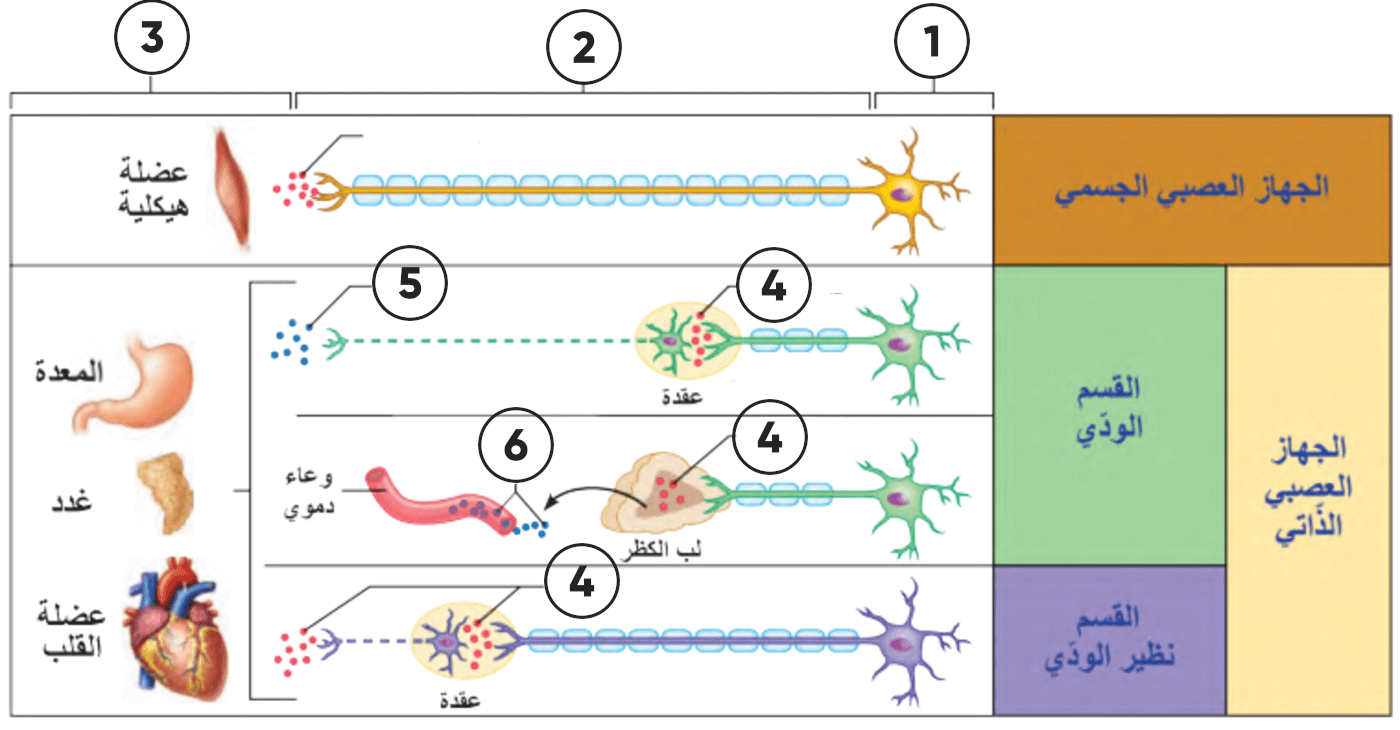 3
2
1
عضلة
هيكلية
الجهاز العصبي الجسمي
5
4
المعدة
عقدة
القسم
الودّي
6
4
وعاء
دموي
غدد
لب الكظر
الجهاز
العصبي
الذّاتي
4
عضلة
القلب
عقدة
القسم
نظير الودّي